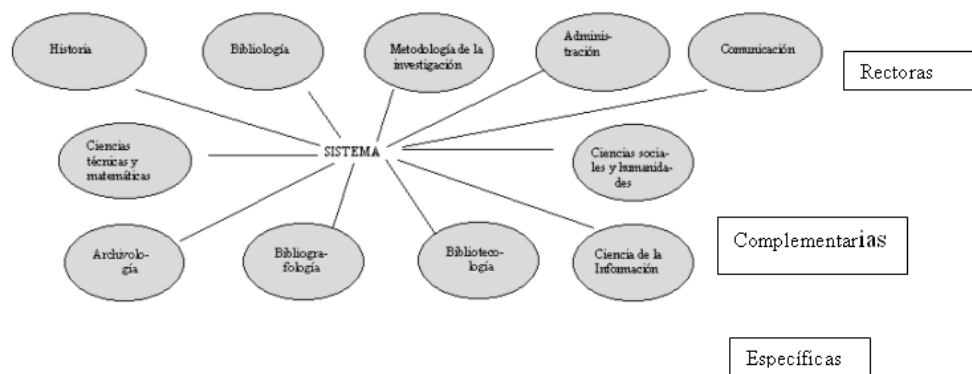 Historia
Bibliología
Metodología de la
investigación
Adminis-
tración
Comunicación
Rectoras
Ciencias
técnicas y
matemáticas
SISTEMA
Ciencias socia-
les y humanida-
des
Archivolo-
gía
Bibliogra-
fología
Biblioteco-
logía
Ciencia de la
Información
Complementarias
Específicas